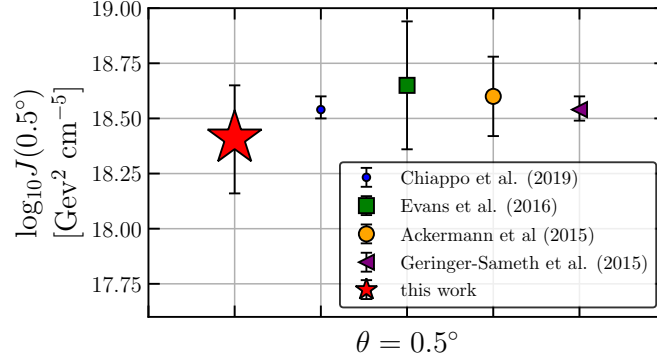 19.00
18.75
18.50
18.25
18.00
17.75
log₁₀ J(0.5°)
[Gev² cm⁻⁵]
Chiappo et al. (2019)
Evans et al. (2016)
Ackermann et al (2015)
Geringer-Sameth et al. (2015)
this work
θ = 0.5°